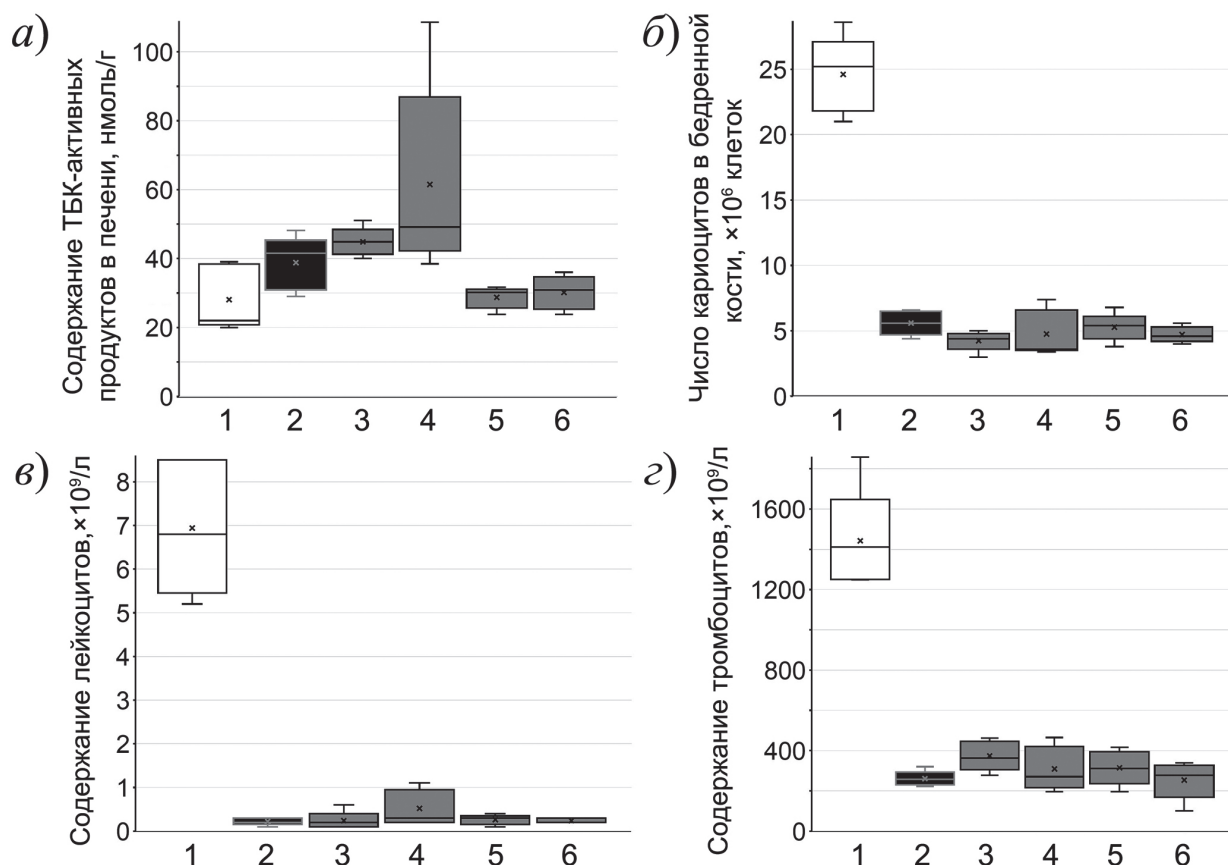 а)
Содержание ТБК-активных
продуктов в печени, нмоль/г
100
80
60
40
20
0
1 2 3 4 5 6
б)
Число кариоцитов в бедренной
кости, ×10⁶ клеток
25
20
15
10
5
0
1 2 3 4 5 6
в)
Содержание лейкоцитов,×10⁹/л
8
7
6
5
4
3
2
1
0
1 2 3 4 5 6
г)
Содержание тромбоцитов,×10⁹/л
1600
1200
800
400
0
1 2 3 4 5 6